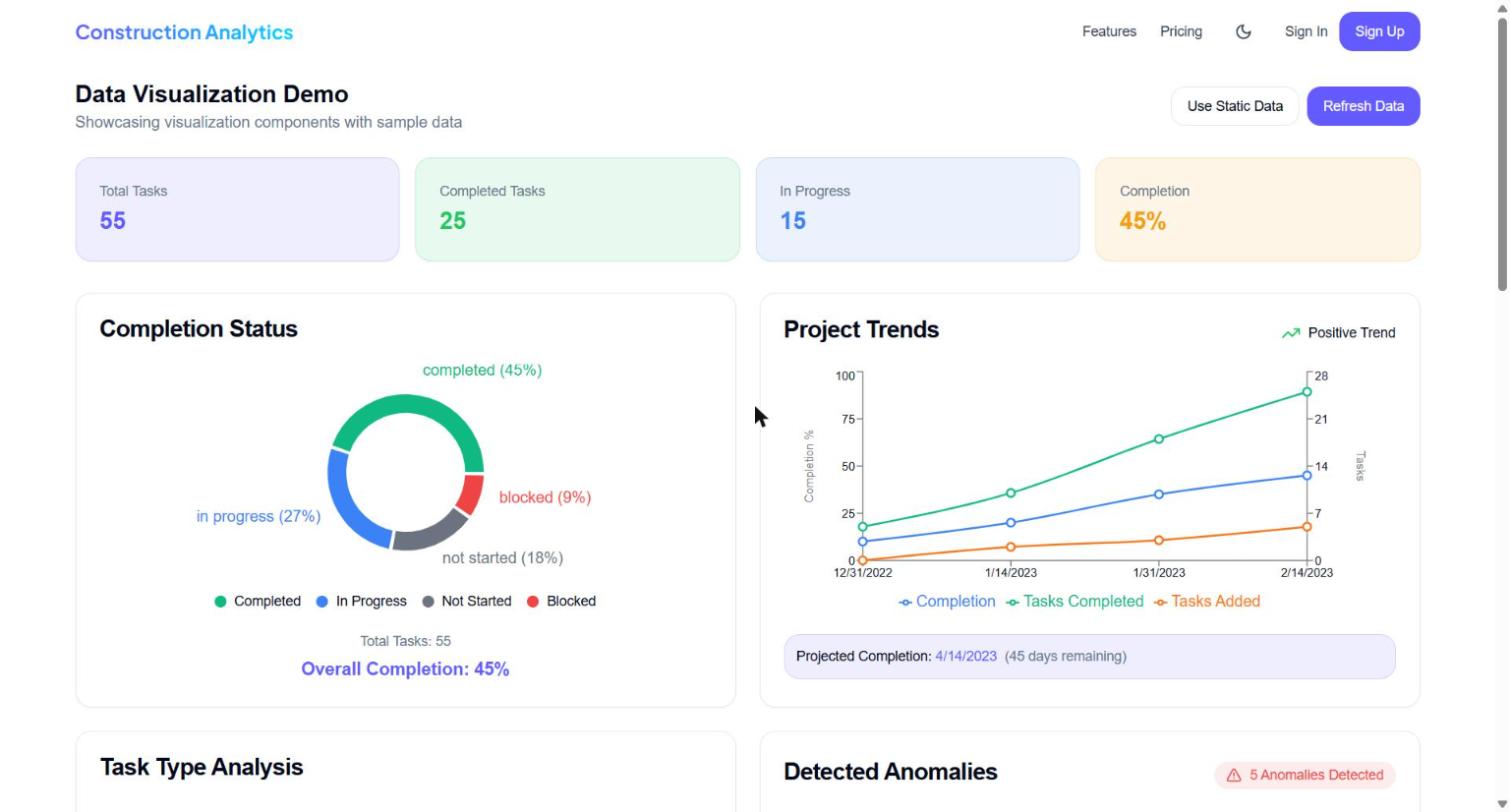 Construction Analytics
Features
Pricing
Sign In
Sign Up
Data Visualization Demo
Showcasing visualization components with sample data
Use Static Data
Refresh Data
Total Tasks
55
Completed Tasks
25
In Progress
15
Completion
45%
Completion Status
completed (45%)
blocked (9%)
in progress (27%)
not started (18%)
Completed
In Progress
Not Started
Blocked
Total Tasks: 55
Overall Completion: 45%
Project Trends
Positive Trend
100
75
50
25
0
Completion %
28
21
14
7
0
Tasks
12/31/2022
1/14/2023
1/31/2023
2/14/2023
Completion
Tasks Completed
Tasks Added
Projected Completion: 4/14/2023 (45 days remaining)
Task Type Analysis
Detected Anomalies
5 Anomalies Detected